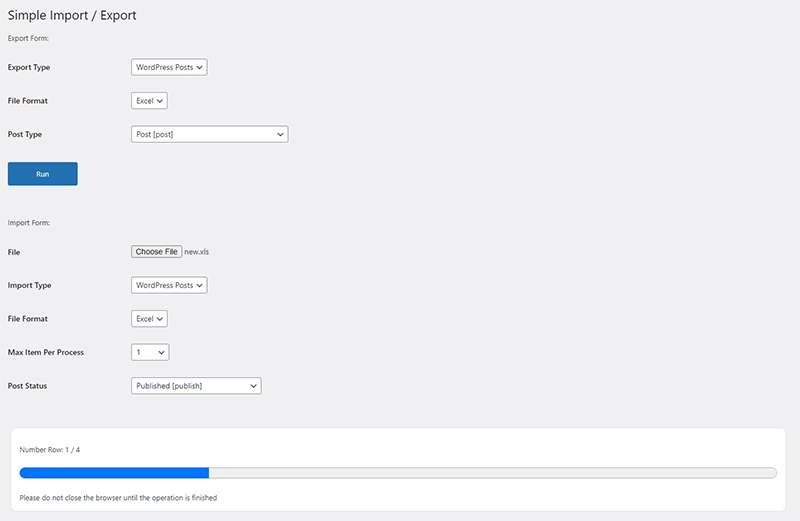 Simple Import / Export
Export Form:
Export Type WordPress Posts
File Format Excel
Post Type Post [post]
Run
Import Form:
File Choose File new.xls
Import Type WordPress Posts
File Format Excel
Max Item Per Process 1
Post Status Published [publish]
Number Row: 1 / 4
Please do not close the browser until the operation is finished